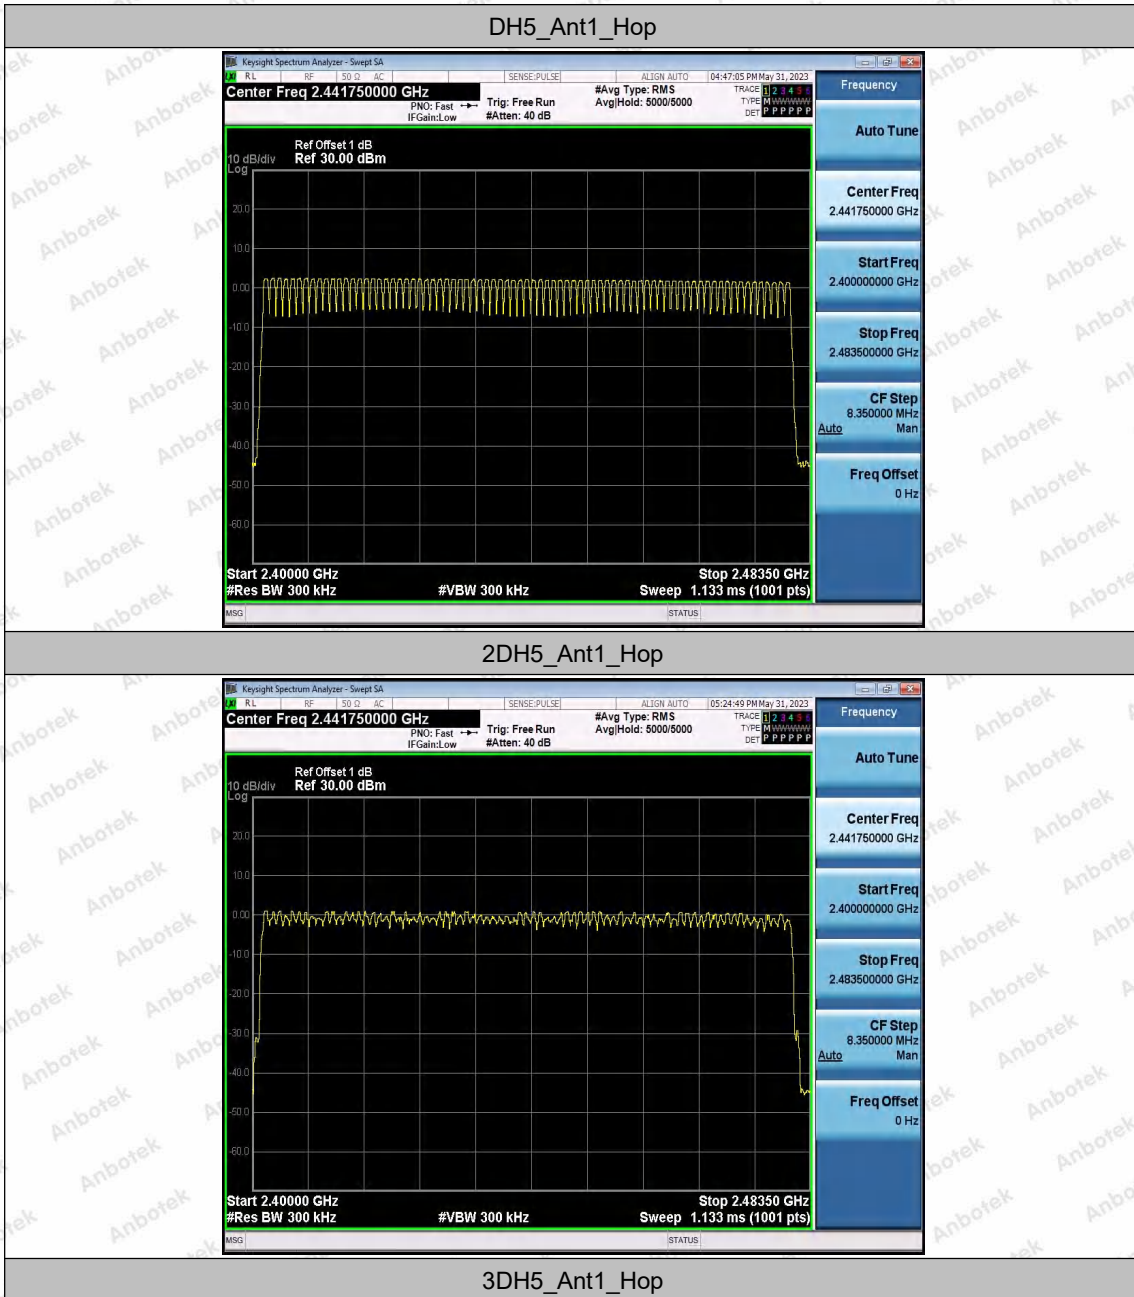 DH5_Ant1_Hop
Keysight Spectrum Analyzer - Swept SA
LXI RL RF 50 Ω AC SENSE:PULSE ALIGN AUTO 04:47:05 PM May 31, 2023
Center Freq 2.441750000 GHz
PNO: Fast
IFGain:Low
Trig: Free Run
#Atten: 40 dB
#Avg Type: RMS
Avg|Hold: 5000/5000
TRACE 1 2 3 4 5 6
TYPE M WWWWW
DET P P P P P P
Ref Offset 1 dB
10 dB/div Ref 30.00 dBm
Log
20.0
10.0
0.00
-10.0
-20.0
-30.0
-40.0
-50.0
-60.0
Start 2.40000 GHz Stop 2.48350 GHz
#Res BW 300 kHz #VBW 300 kHz Sweep 1.133 ms (1001 pts)
MSG STATUS
Frequency
Auto Tune
Center Freq
2.441750000 GHz
Start Freq
2.400000000 GHz
Stop Freq
2.483500000 GHz
CF Step
8.350000 MHz
Auto Man
Freq Offset
0 Hz
2DH5_Ant1_Hop
Keysight Spectrum Analyzer - Swept SA
LXI RL RF 50 Ω AC SENSE:PULSE ALIGN AUTO 05:24:49 PM May 31, 2023
Center Freq 2.441750000 GHz
PNO: Fast
IFGain:Low
Trig: Free Run
#Atten: 40 dB
#Avg Type: RMS
Avg|Hold: 5000/5000
TRACE 1 2 3 4 5 6
TYPE M WWWWW
DET P P P P P P
Ref Offset 1 dB
10 dB/div Ref 30.00 dBm
Log
20.0
10.0
0.00
-10.0
-20.0
-30.0
-40.0
-50.0
-60.0
Start 2.40000 GHz Stop 2.48350 GHz
#Res BW 300 kHz #VBW 300 kHz Sweep 1.133 ms (1001 pts)
MSG STATUS
Frequency
Auto Tune
Center Freq
2.441750000 GHz
Start Freq
2.400000000 GHz
Stop Freq
2.483500000 GHz
CF Step
8.350000 MHz
Auto Man
Freq Offset
0 Hz
3DH5_Ant1_Hop
Anbotek